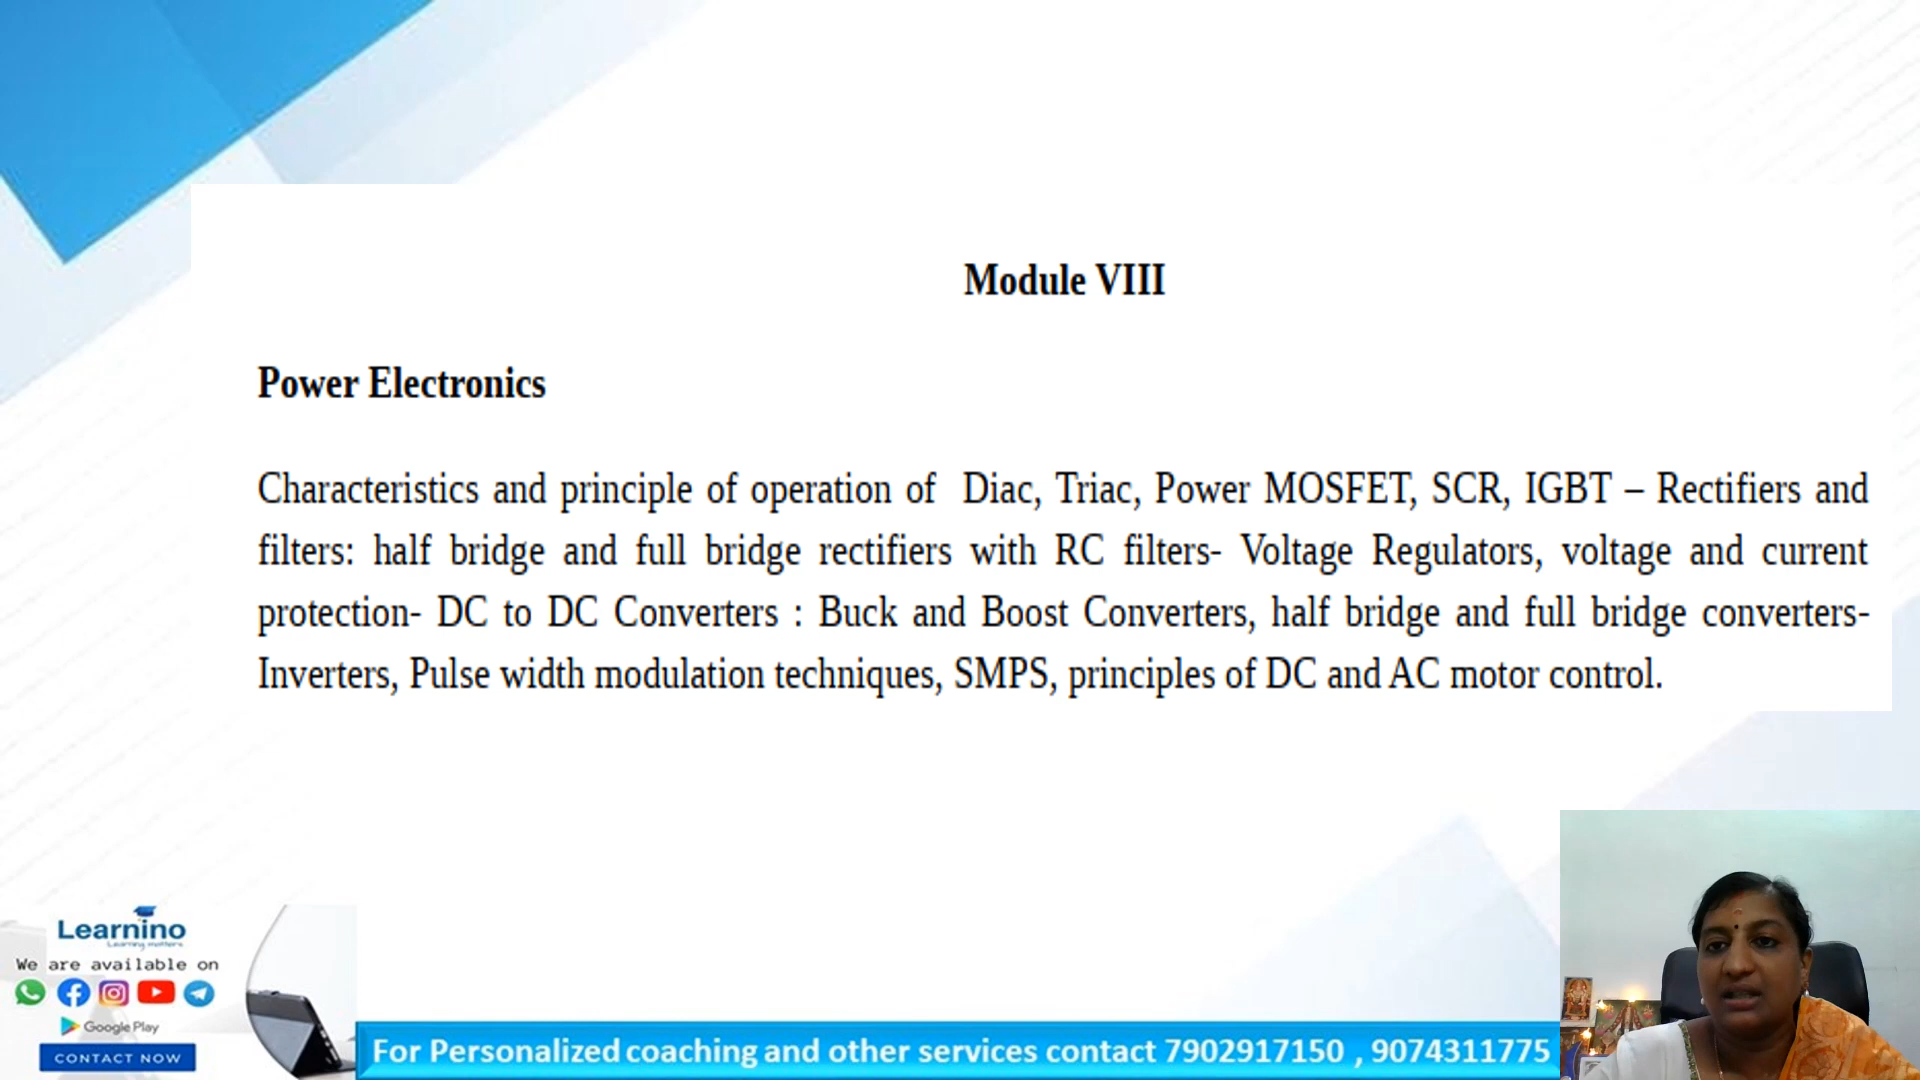 Module VIII
Power Electronics
Characteristics and principle of operation of Diac, Triac, Power MOSFET, SCR, IGBT – Rectifiers and
filters: half bridge and full bridge rectifiers with RC filters- Voltage Regulators, voltage and current
protection- DC to DC Converters : Buck and Boost Converters, half bridge and full bridge converters-
Inverters, Pulse width modulation techniques, SMPS, principles of DC and AC motor control.
Learnino
Learning matters
We are available on
Google Play
CONTACT NOW
For Personalized coaching and other services contact 7902917150 , 9074311775